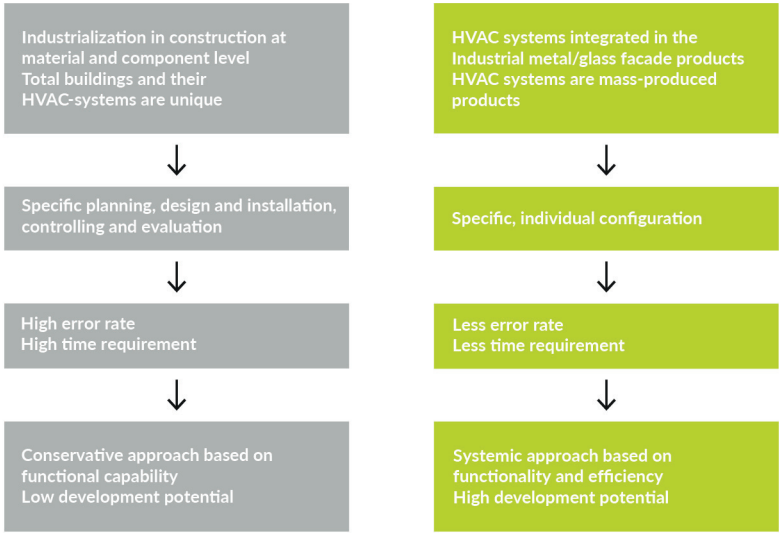 Industrialization in construction at
material and component level
Total buildings and their
HVAC-systems are unique
Specific planning, design and installation,
controlling and evaluation
High error rate
High time requirement
Conservative approach based on
functional capability
Low development potential
HVAC systems integrated in the
Industrial metal/glass facade products
HVAC systems are mass-produced
products
Specific, individual configuration
Less error rate
Less time requirement
Systemic approach based on
functionality and efficiency
High development potential